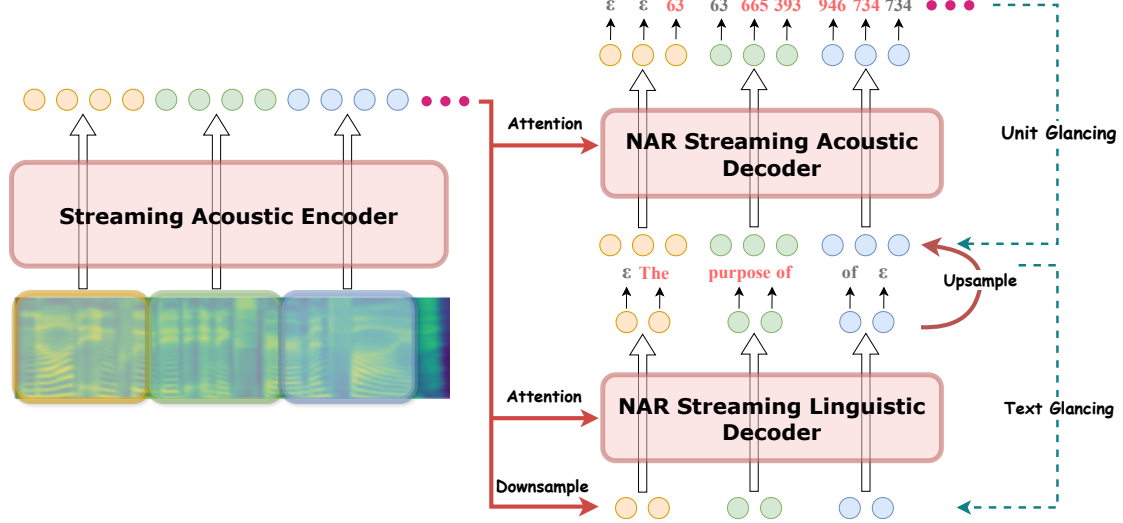 ε ε 63 63 665 393 946 734 734
Attention
NAR Streaming Acoustic
Decoder
Unit Glancing
Streaming Acoustic Encoder
ε The purpose of of ε
Upsample
Attention
NAR Streaming Linguistic
Decoder
Text Glancing
Downsample